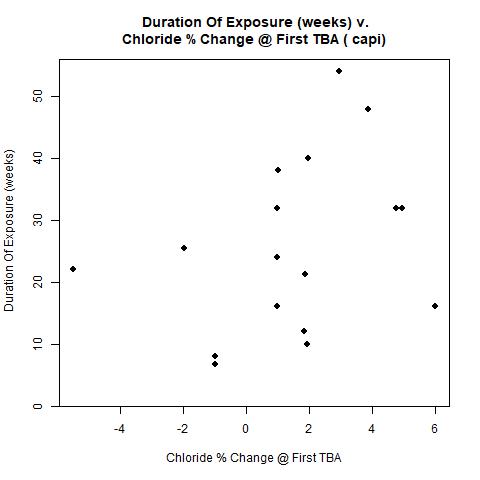 Duration Of Exposure (weeks) v.
Chloride % Change @ First TBA ( capi)
Duration Of Exposure (weeks)
50
40
30
20
10
0
-4 -2 0 2 4 6
Chloride % Change @ First TBA